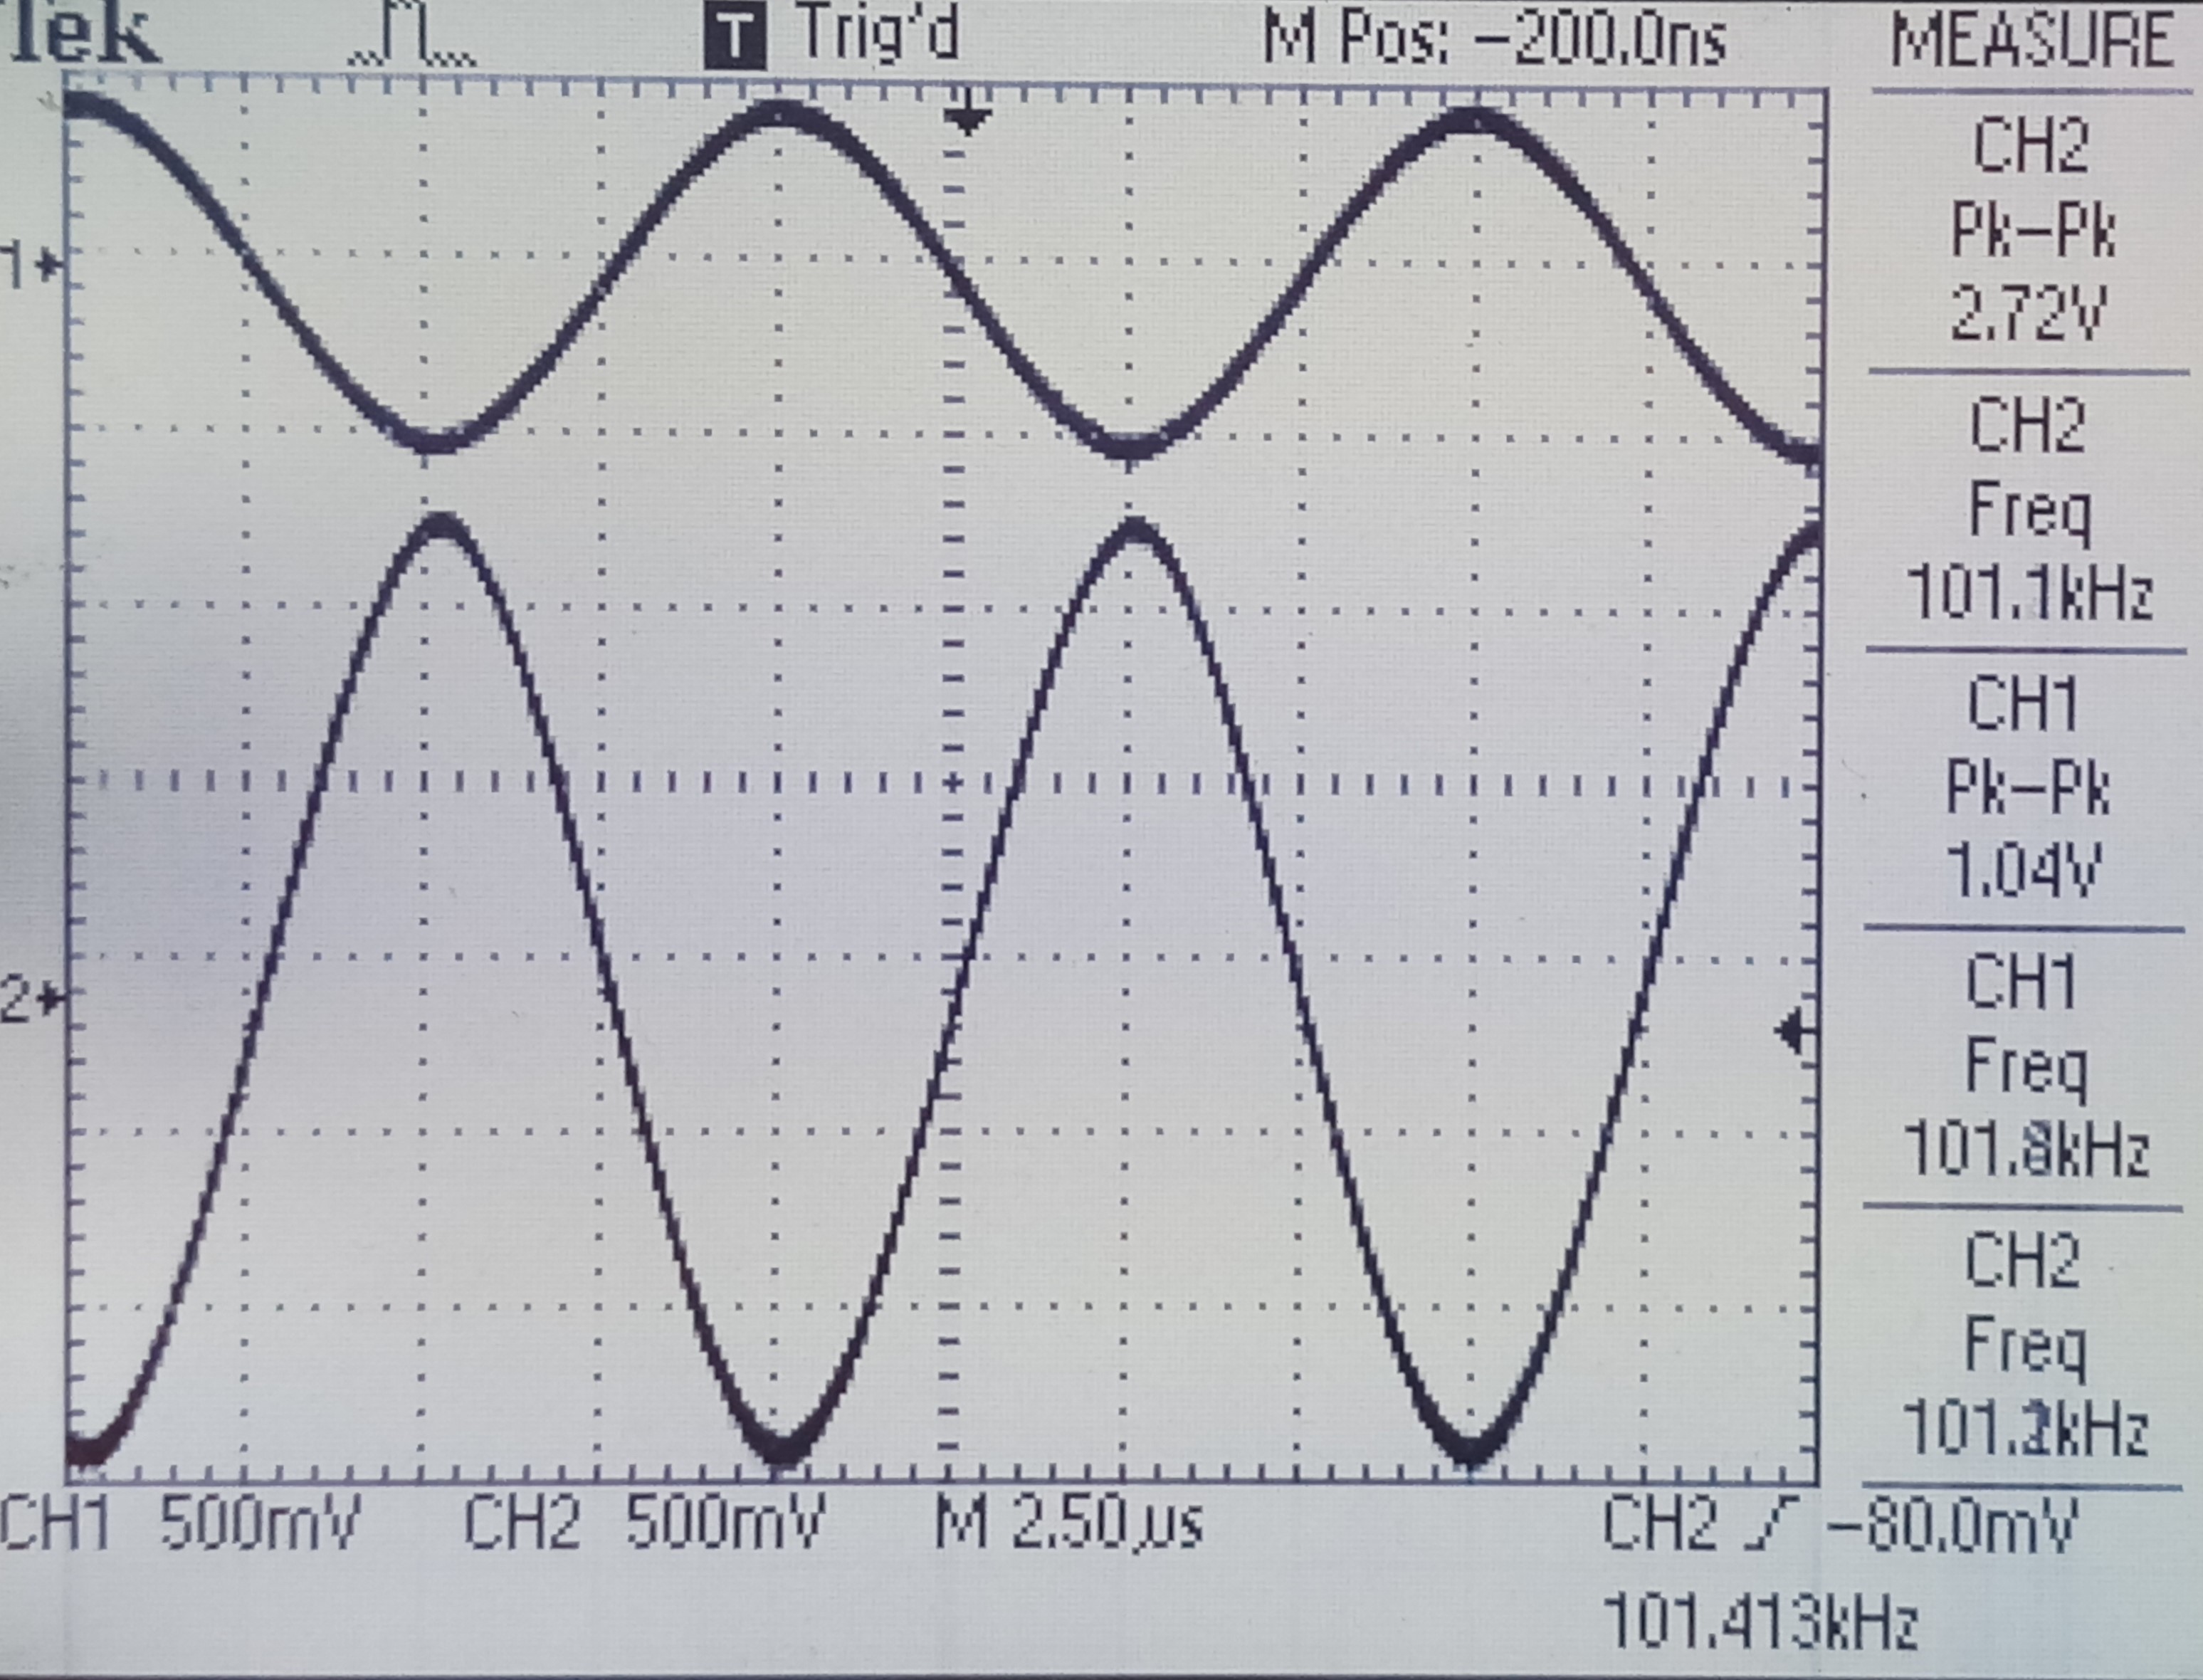 Tek T Trig'd M Pos: -200.0ns MEASURE
CH2
Pk-Pk
2.72V
CH2
Freq
101.1kHz
CH1
Pk-Pk
1.04V
CH1
Freq
101.8kHz
CH2
Freq
101.2kHz
1
2
CH1 500mV CH2 500mV M 2.50µs CH2 -80.0mV
101.413kHz